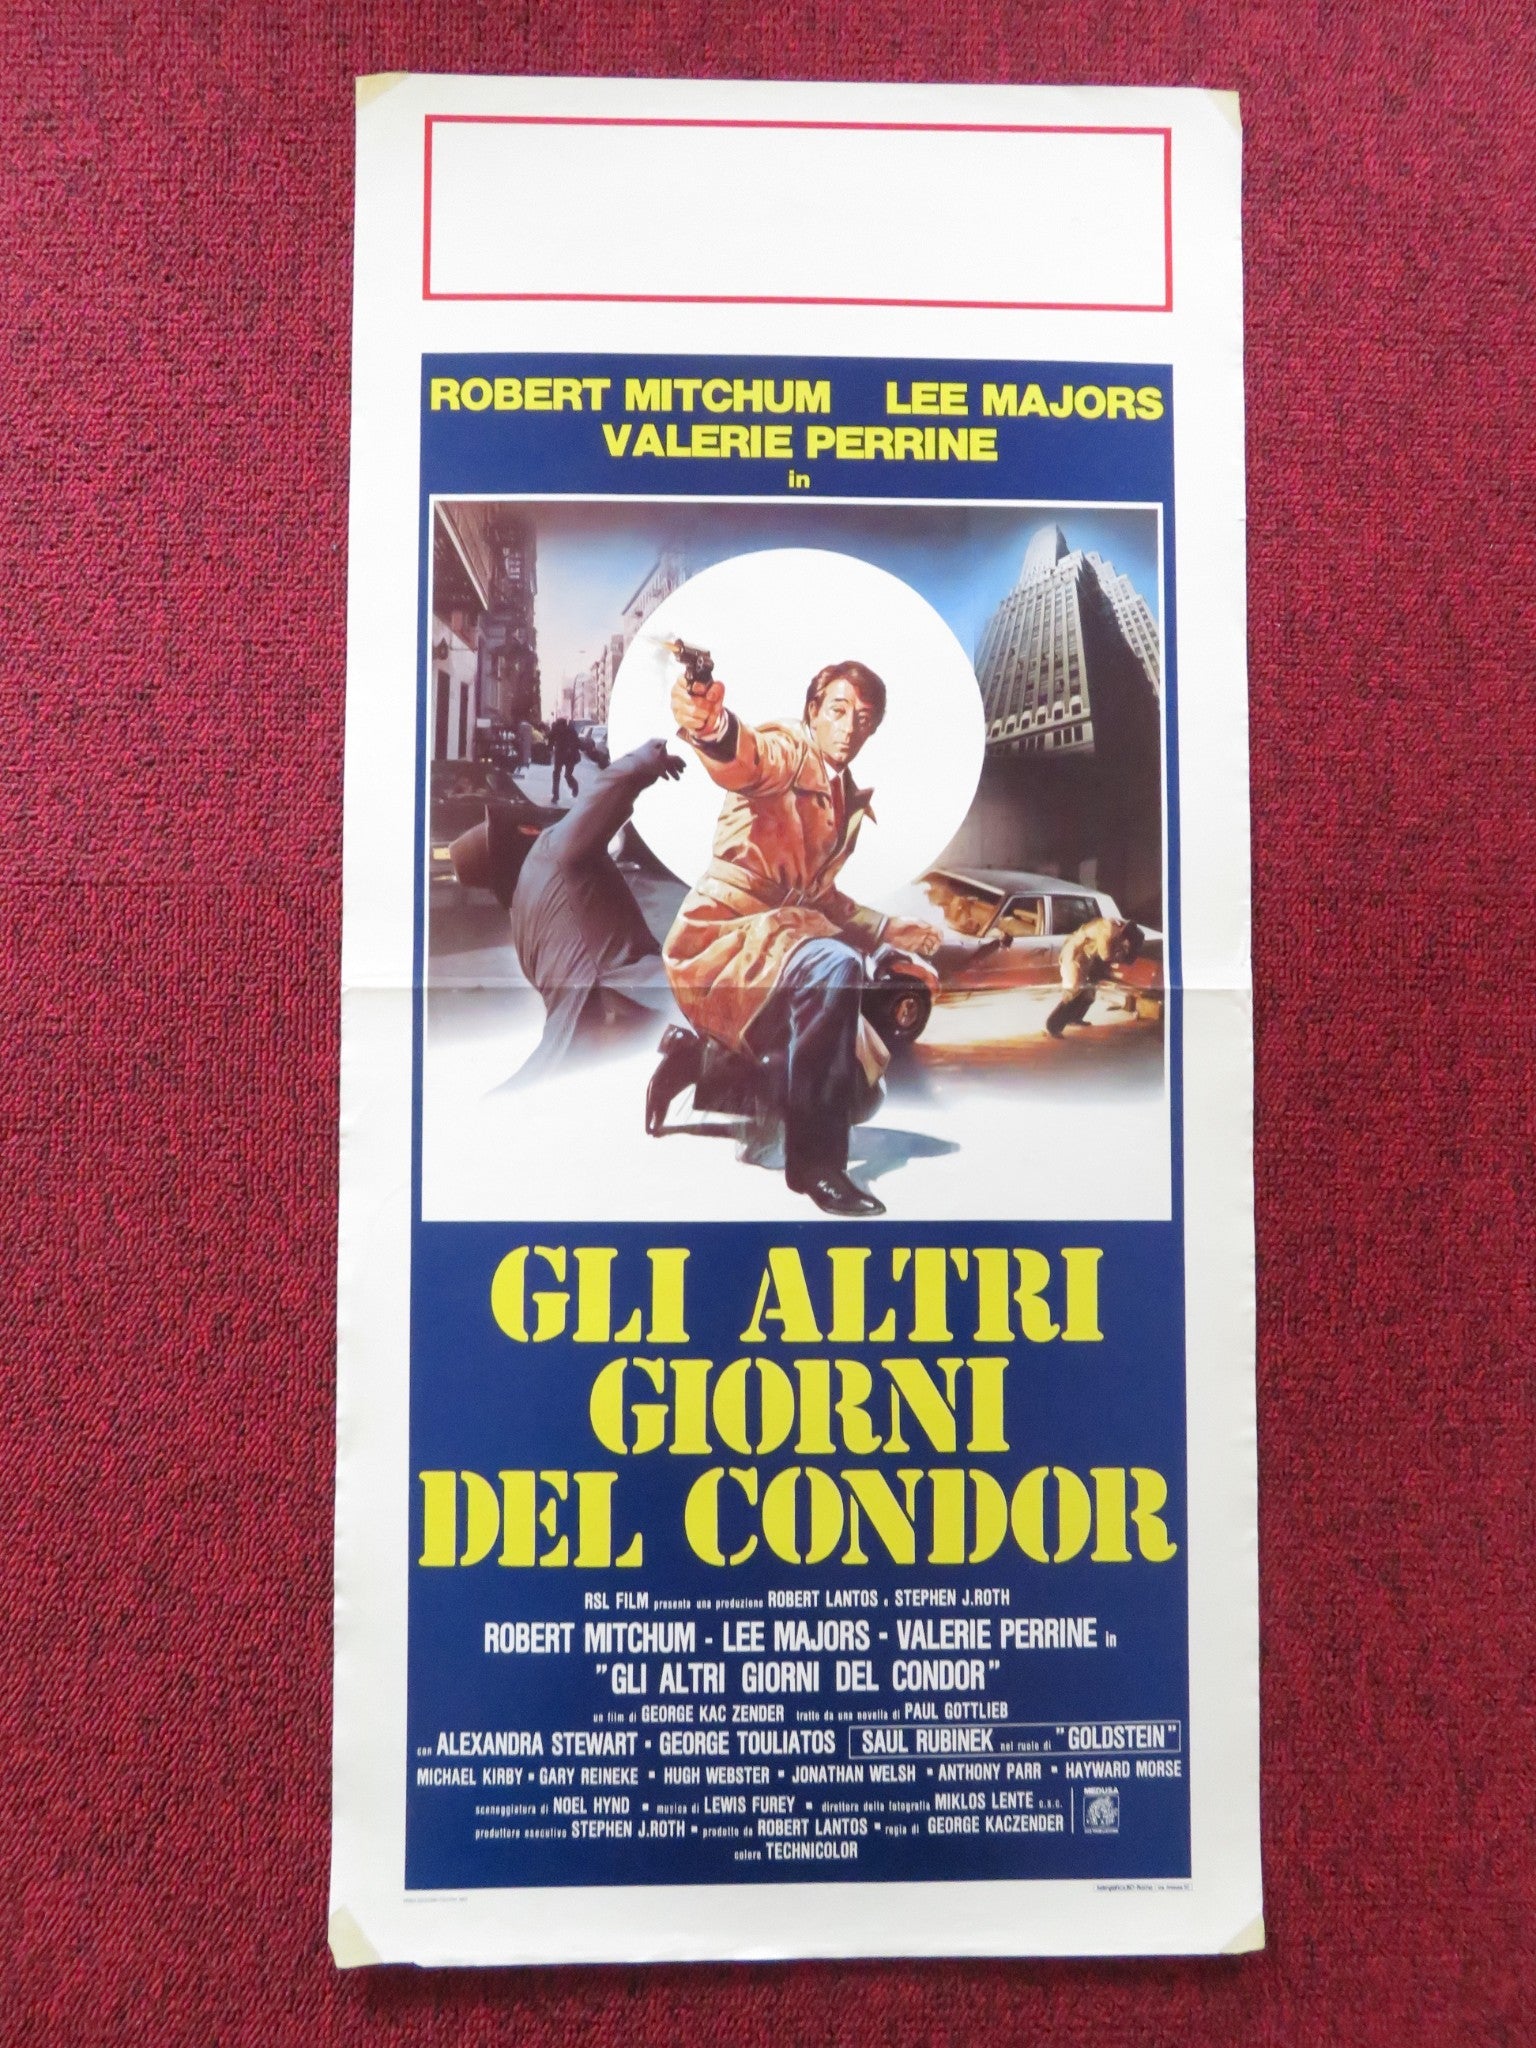 ROBERT MITCHUM LEE MAJORS
VALERIE PERRINE
in
GLI ALTRI
GIORNI
DEL CONDOR
RSL FILM presenta una produzione ROBERT LANTOS e STEPHEN J.ROTH
ROBERT MITCHUM - LEE MAJORS - VALERIE PERRINE in
"GLI ALTRI GIORNI DEL CONDOR"
un film di GEORGE KAC ZENDER tratto da una novella di PAUL GOTTLIEB
con ALEXANDRA STEWART - GEORGE TOULIATOS SAUL RUBINEK nel ruolo di "GOLDSTEIN"
MICHAEL KIRBY • GARY REINEKE • HUGH WEBSTER • JONATHAN WELSH • ANTHONY PARR • HAYWARD MORSE
sceneggiatura di NOEL HYND • musica di LEWIS FUREY • direttore della fotografia MIKLOS LENTE c.s.c.
MEDUSA
produttore esecutivo STEPHEN J.ROTH • prodotto da ROBERT LANTOS • regia di GEORGE KACZENDER
colore TECHNICOLOR